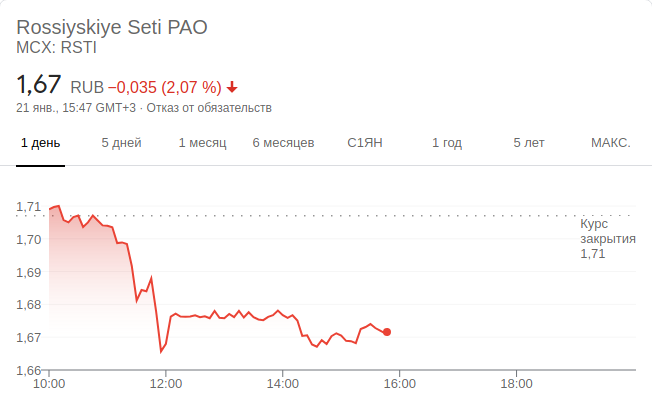 Rossiyskiye Seti PAO
MCX: RSTI
1,67 RUB −0,035 (2,07 %)
21 янв., 15:47 GMT+3 · Отказ от обязательств
1 день 5 дней 1 месяц 6 месяцев С1ЯН 1 год 5 лет МАКС.
1,71
Курс
закрытия
1,71
1,70
1,69
1,68
1,67
1,66
10:00 12:00 14:00 16:00 18:00